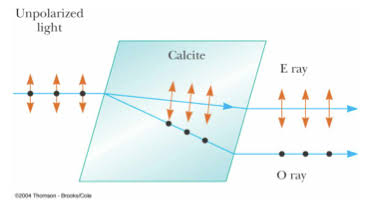 Unpolarized
light
Calcite
E ray
O ray
©2004 Thomson - Brooks/Cole